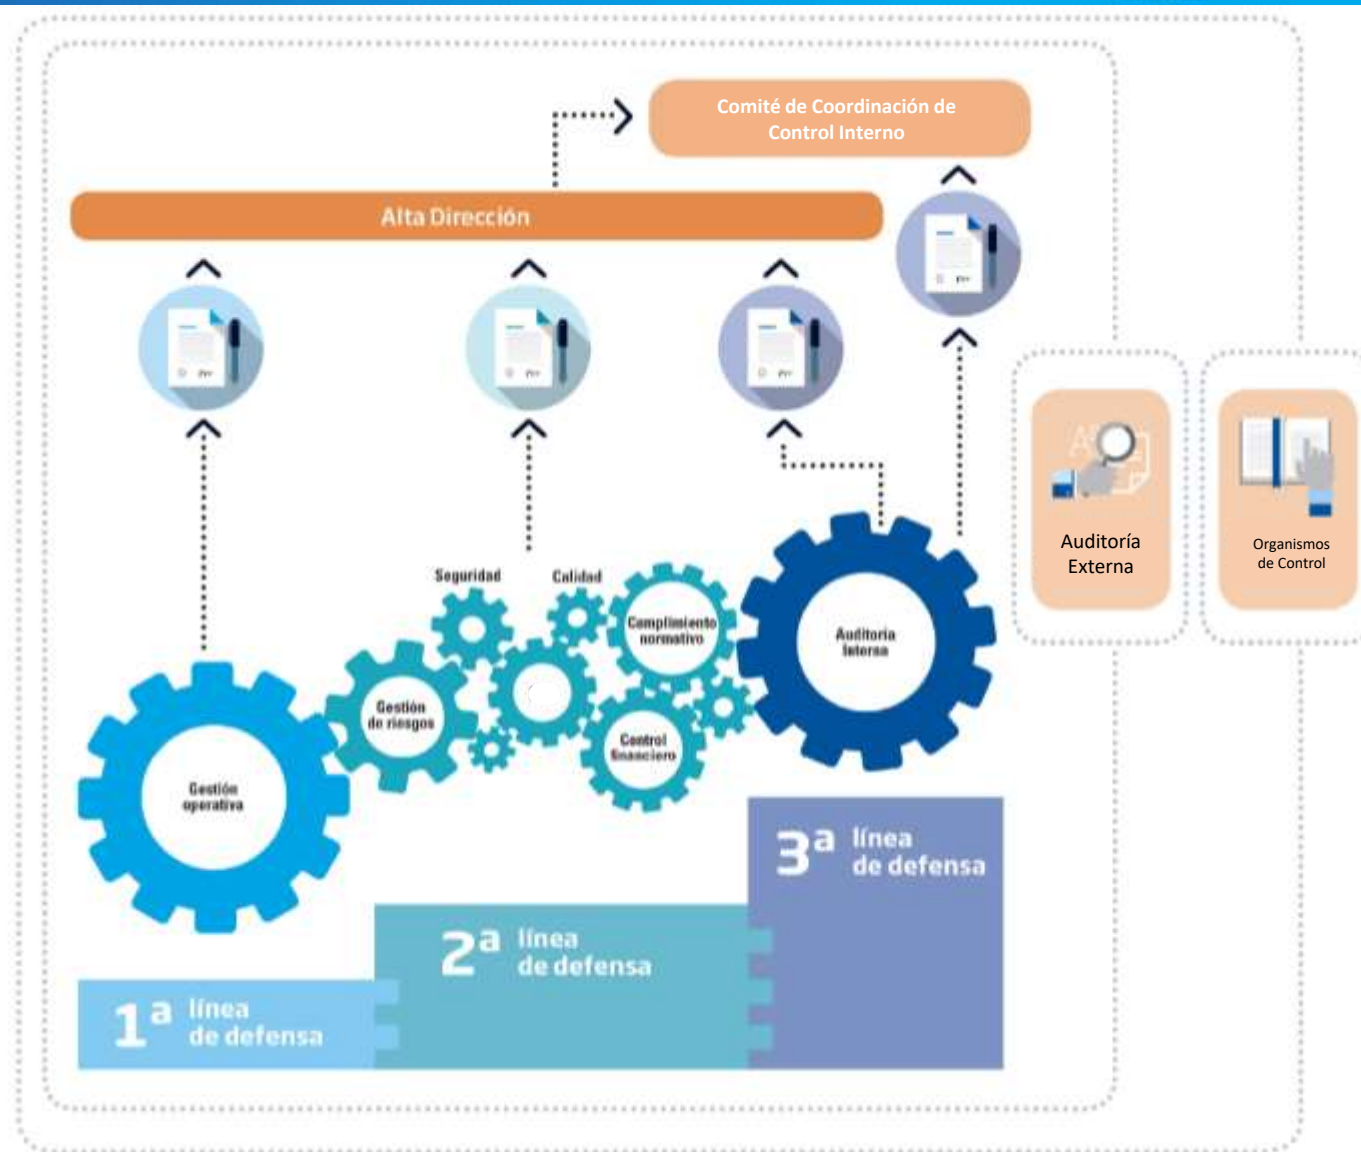 Comité de Coordinación de
Control Interno
Alta Dirección
Auditoría
Externa
Organismos
de Control
Seguridad
Calidad
Cumplimiento
normativo
Auditoría
Interna
Gestión
de riesgos
Control
financiero
Gestión
operativa
3ª línea
de defensa
2ª línea
de defensa
1ª línea
de defensa